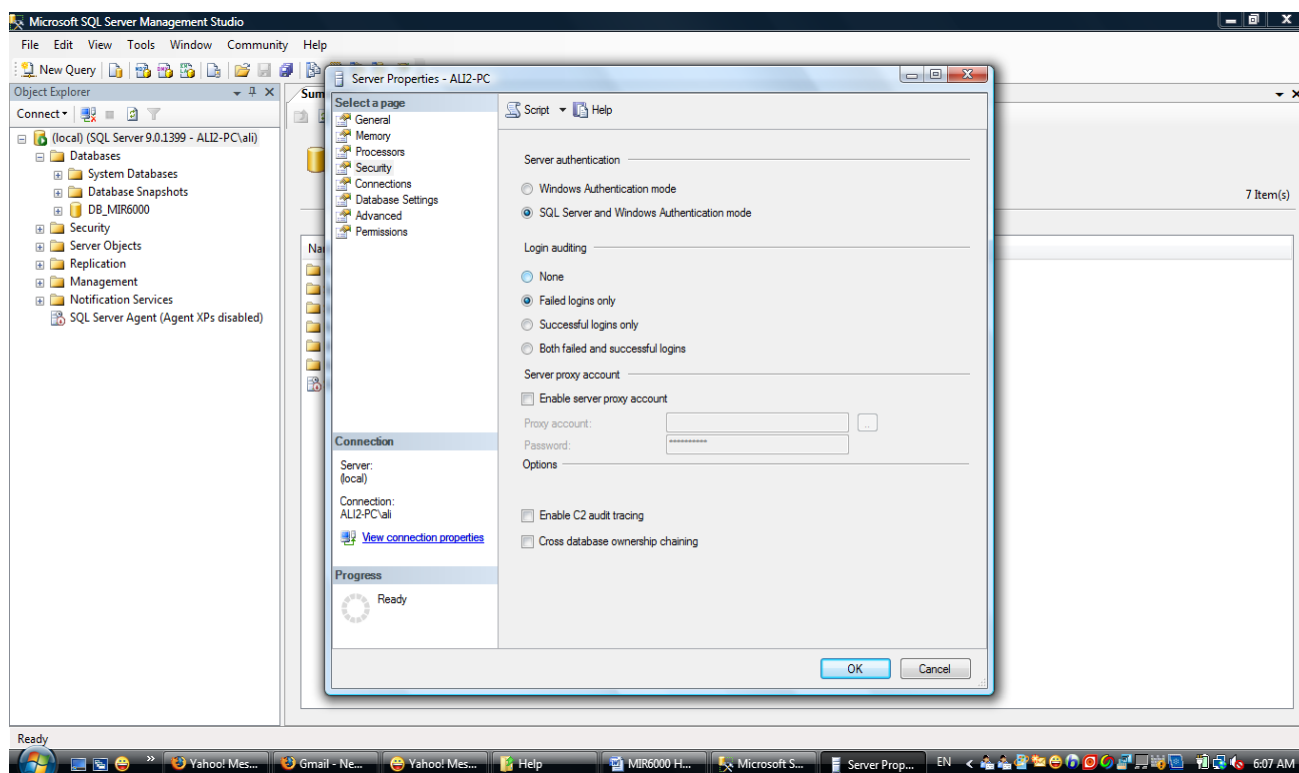 Microsoft SQL Server Management Studio
File Edit View Tools Window Community Help
New Query
Object Explorer
Connect
(local) (SQL Server 9.0.1399 - ALI2-PC\ali)
Databases
System Databases
Database Snapshots
DB_MIR6000
Security
Server Objects
Replication
Management
Notification Services
SQL Server Agent (Agent XPs disabled)
Sum
7 Item(s)
Na
Server Properties - ALI2-PC
Select a page
General
Memory
Processors
Security
Connections
Database Settings
Advanced
Permissions
Connection
Server:
(local)
Connection:
ALI2-PC\ali
View connection properties
Progress
Ready
Script Help
Server authentication
Windows Authentication mode
SQL Server and Windows Authentication mode
Login auditing
None
Failed logins only
Successful logins only
Both failed and successful logins
Server proxy account
Enable server proxy account
Proxy account:
...
Password:
**********
Options
Enable C2 audit tracing
Cross database ownership chaining
OK Cancel
Ready
Yahoo! Mes... Gmail - Ne... Yahoo! Mes... Help MIR6000 H... Microsoft S... Server Prop... EN 6:07 AM